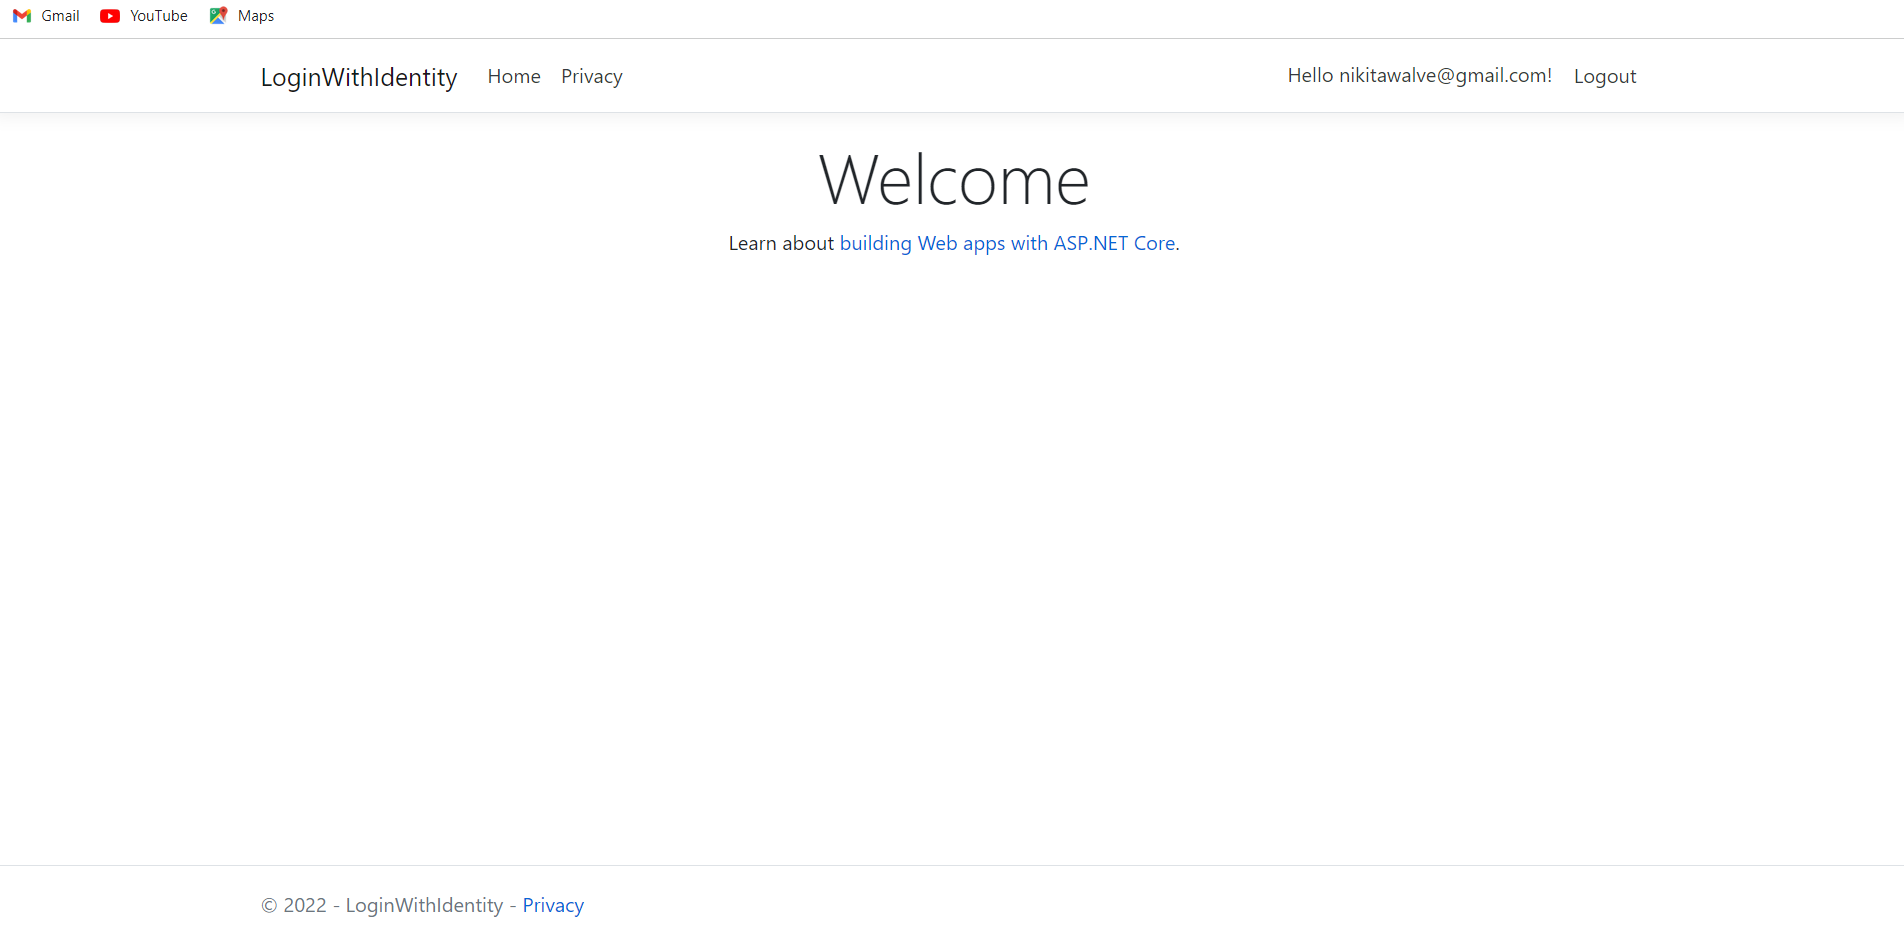 Gmail YouTube Maps
LoginWithIdentity Home Privacy Hello nikitawalve@gmail.com! Logout
Welcome
Learn about building Web apps with ASP.NET Core.
© 2022 - LoginWithIdentity - Privacy